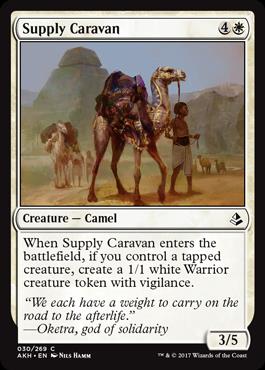 Supply Caravan 4
Creature — Camel
When Supply Caravan enters the
battlefield, if you control a tapped
creature, create a 1/1 white Warrior
creature token with vigilance.
“We each have a weight to carry on the
road to the afterlife.”
—Oketra, god of solidarity
3/5
030/269 C
AKH • EN Nils Hamm
™ & © 2017 Wizards of the Coast